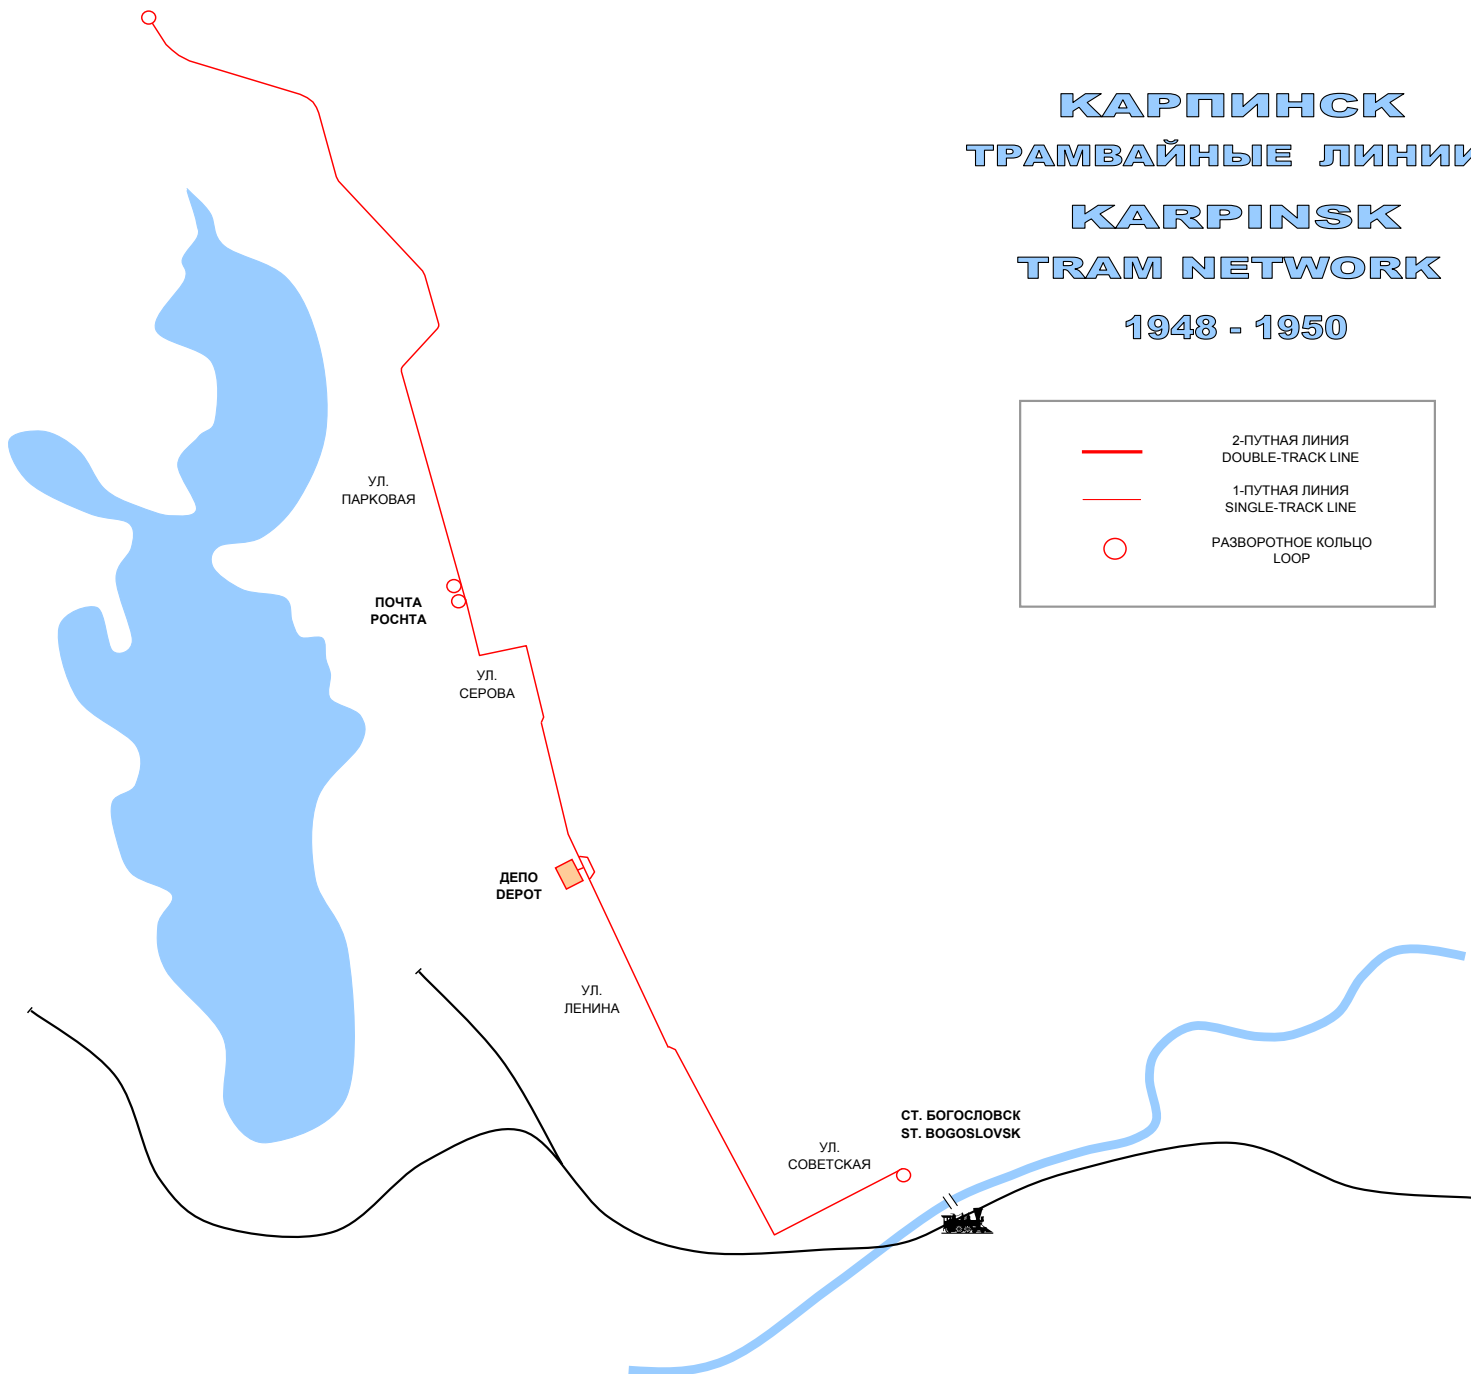 КАРПИНСК
ТРАМВАЙНЫЕ ЛИНИИ
KARPINSK
TRAM NETWORK
1948 - 1950
2-ПУТНАЯ ЛИНИЯ
DOUBLE-TRACK LINE
1-ПУТНАЯ ЛИНИЯ
SINGLE-TRACK LINE
РАЗВОРОТНОЕ КОЛЬЦО
LOOP
УЛ.
ПАРКОВАЯ
ПОЧТА
POCHTA
УЛ.
СЕРОВА
ДЕПО
DEPOT
УЛ.
ЛЕНИНА
СТ. БОГОСЛОВСК
ST. BOGOSLOVSK
УЛ.
СОВЕТСКАЯ